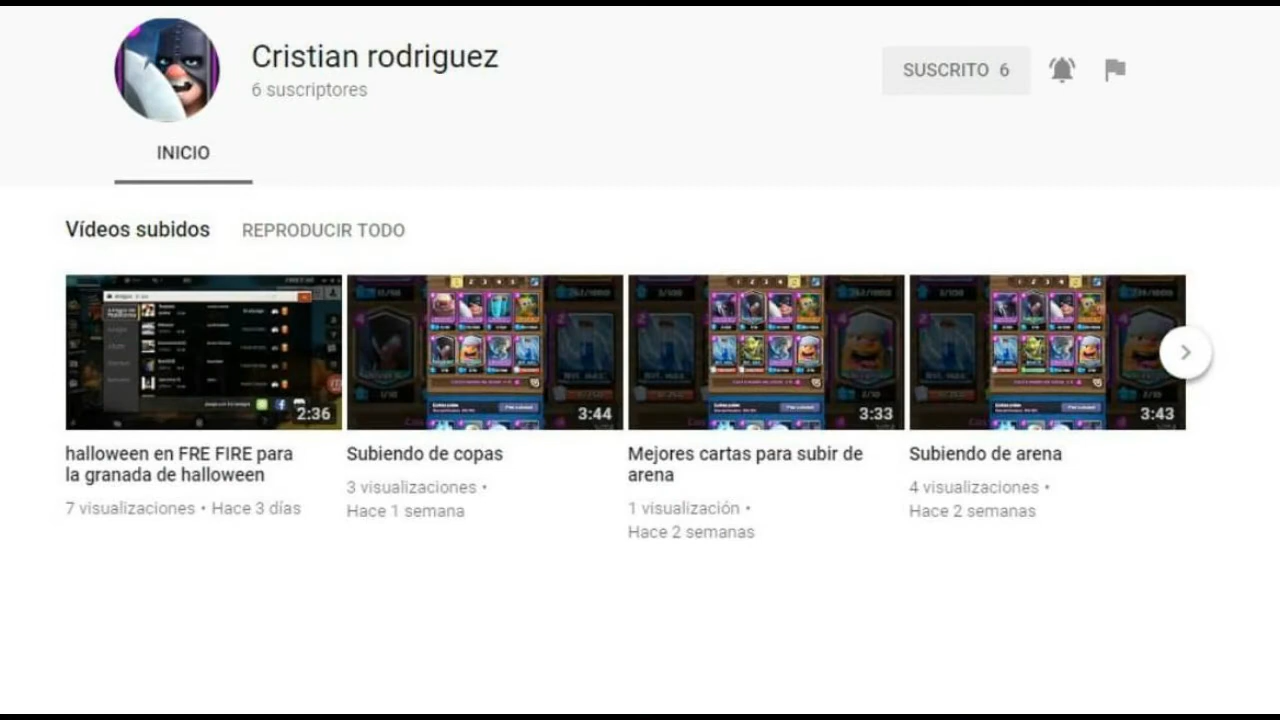 Cristian rodriguez
6 suscriptores
SUSCRITO 6
INICIO
Vídeos subidos REPRODUCIR TODO
2:36
3:44
3:33
3:43
halloween en FRE FIRE para
la granada de halloween
7 visualizaciones • Hace 3 días
Subiendo de copas
3 visualizaciones •
Hace 1 semana
Mejores cartas para subir de
arena
1 visualización •
Hace 2 semanas
Subiendo de arena
4 visualizaciones •
Hace 2 semanas